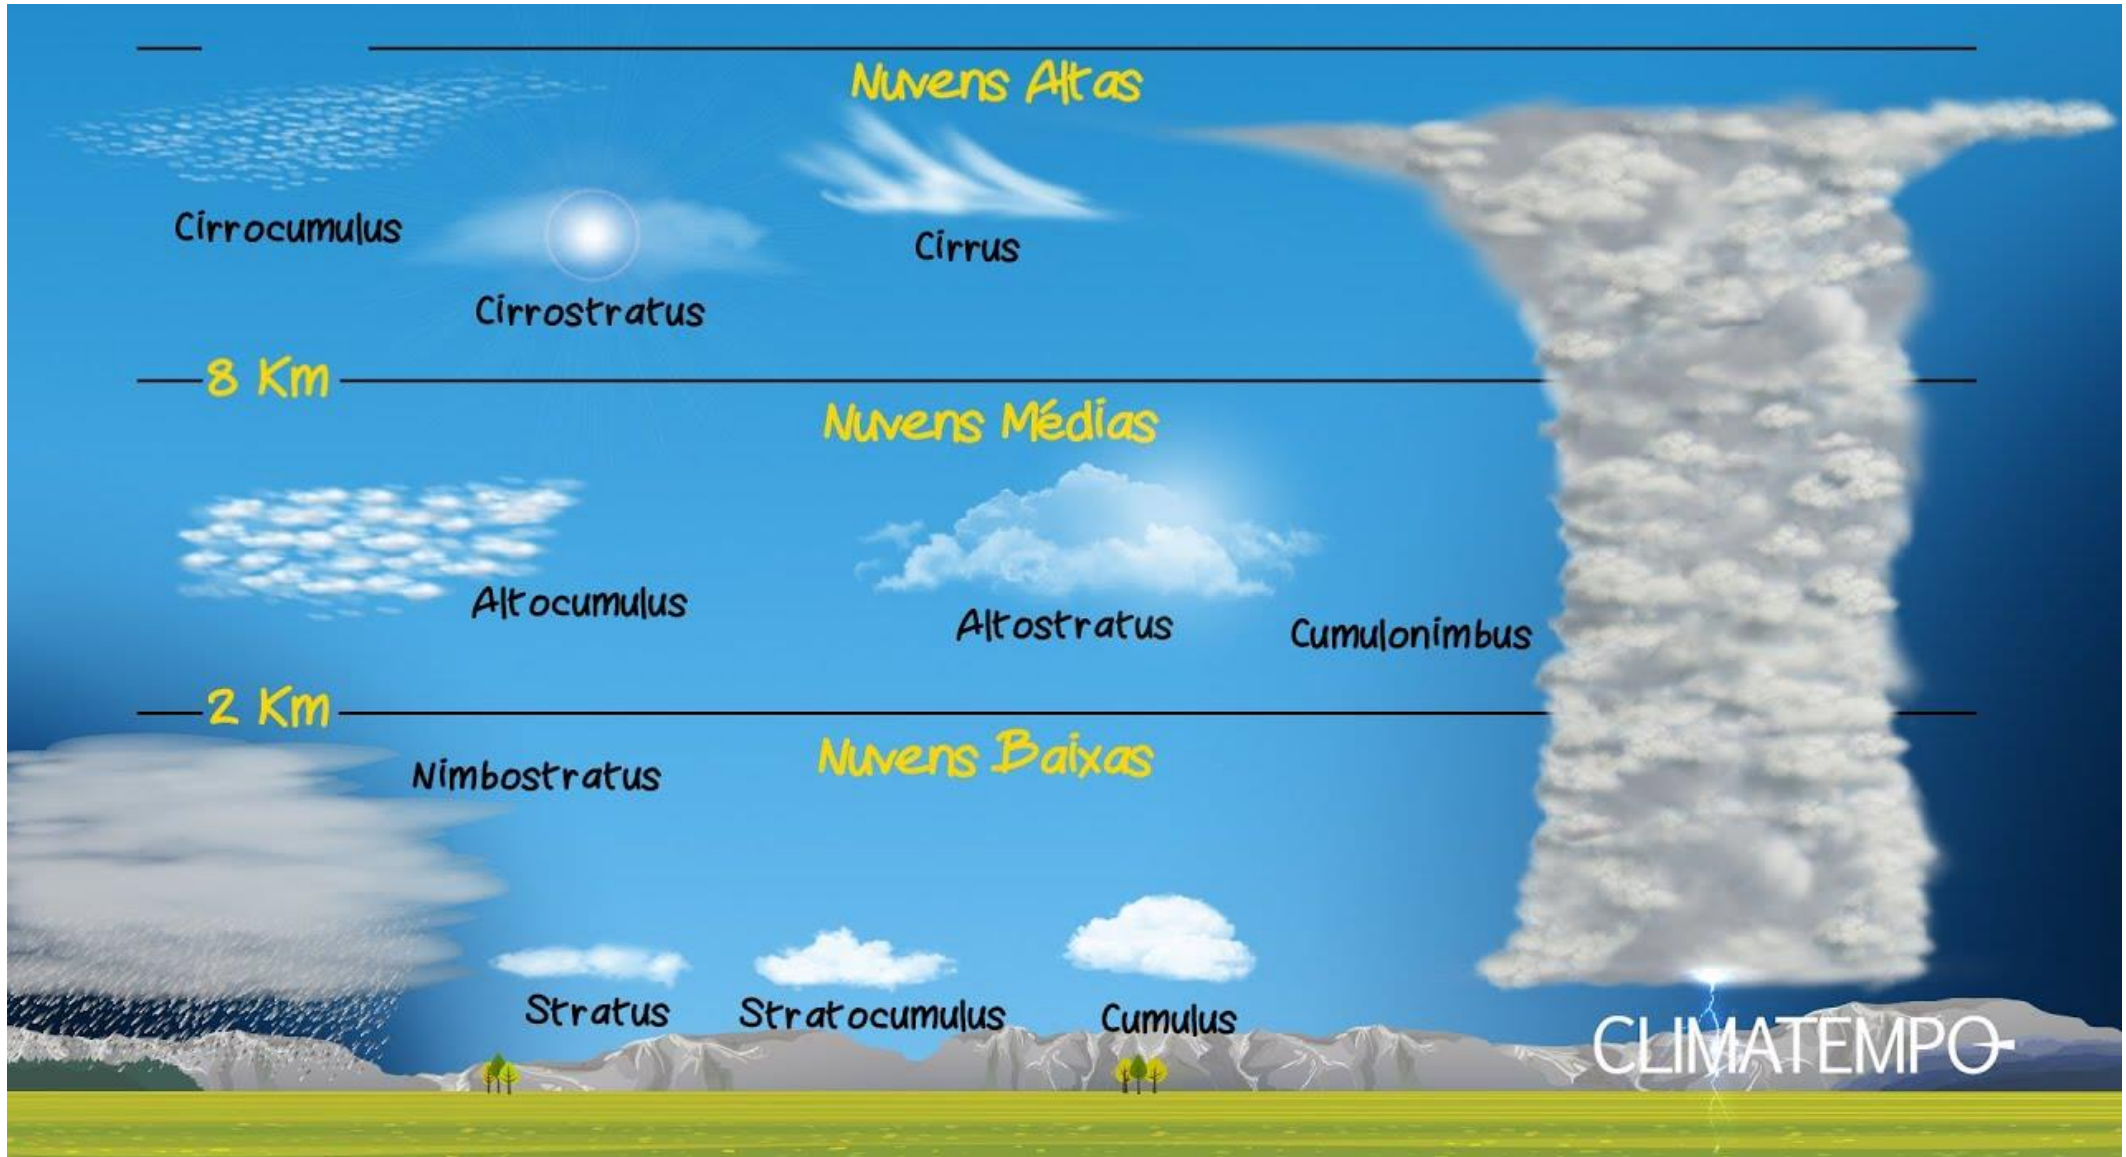 Nuvens Altas
Cirrocumulus
Cirrus
Cirrostratus
8 Km
Nuvens Médias
Altocumulus
Altostratus
Cumulonimbus
2 Km
Nuvens Baixas
Nimbostratus
Stratus
Stratocumulus
Cumulus
CLIMATEMPO